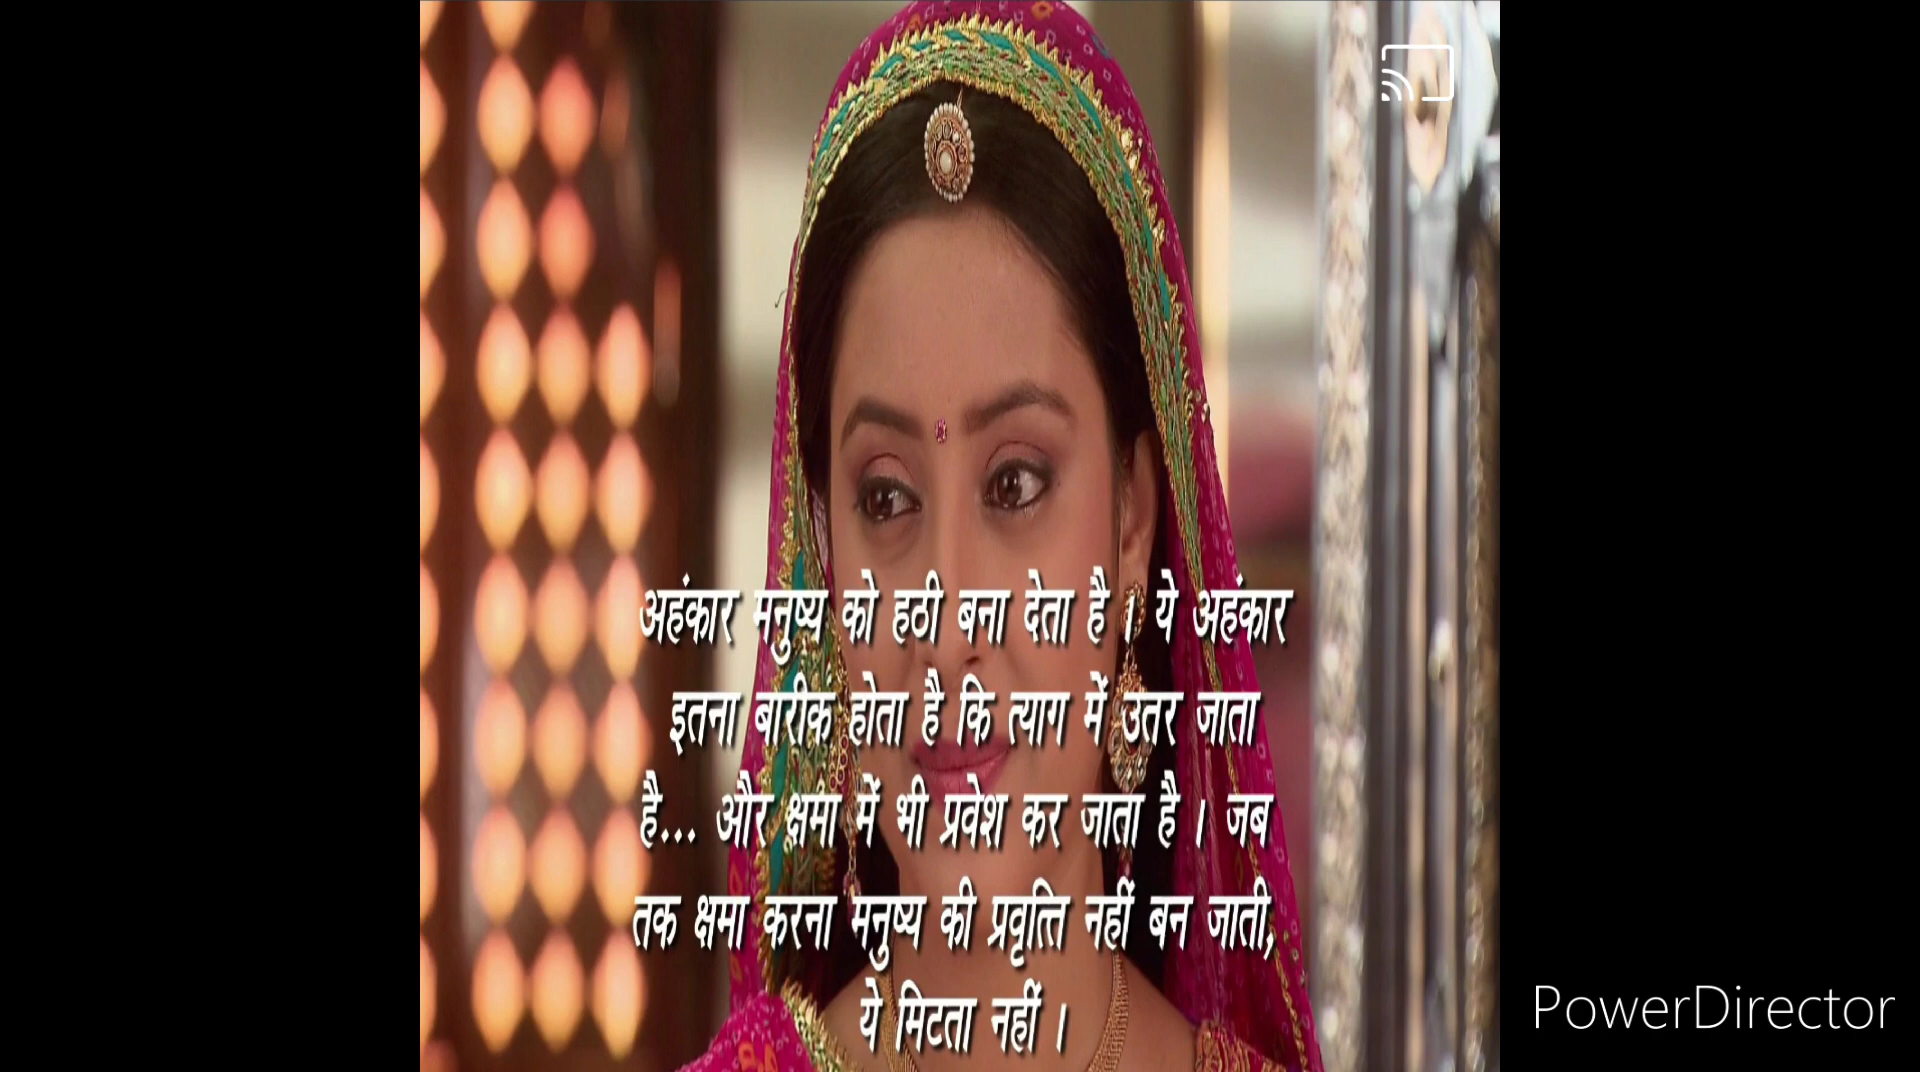 अहंकार मनुष्य को हठी बना देता है । ये अहंकार
इतना बारीक होता है कि त्याग में उतर जाता
है... और क्षमा में भी प्रवेश कर जाता है । जब
तक क्षमा करना मनुष्य की प्रवृत्ति नहीं बन जाती,
ये मिटता नहीं ।
PowerDirector